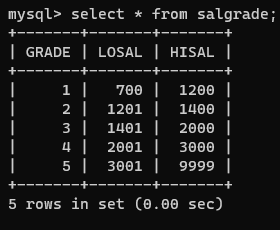 mysql> select * from salgrade;
+-------+-------+-------+
| GRADE | LOSAL | HISAL |
+-------+-------+-------+
|     1 |   700 |  1200 |
|     2 |  1201 |  1400 |
|     3 |  1401 |  2000 |
|     4 |  2001 |  3000 |
|     5 |  3001 |  9999 |
+-------+-------+-------+
5 rows in set (0.00 sec)